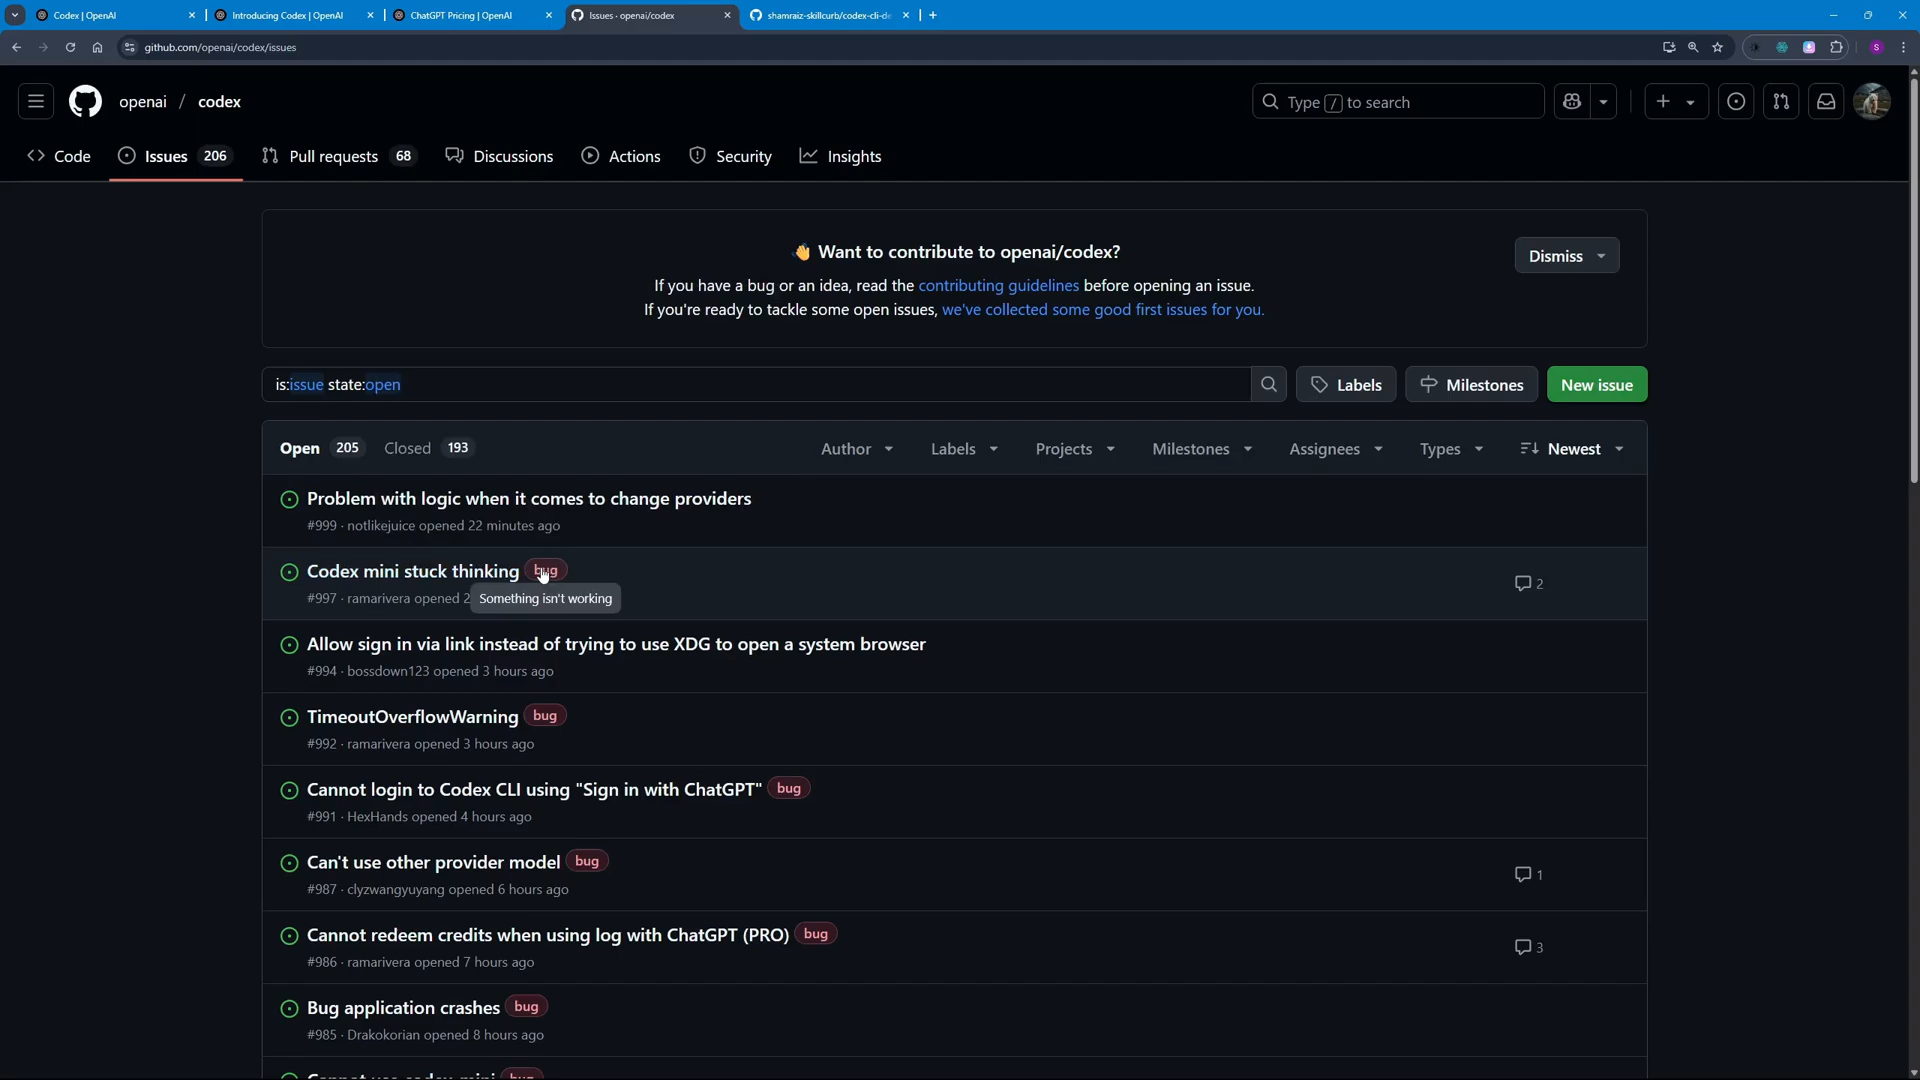 Codex | OpenAI
Introducing Codex | OpenAI
ChatGPT Pricing | OpenAI
Issues · openai/codex
shamraiz-skillcurb/codex-cli-de
github.com/openai/codex/issues
S
openai / codex
Type / to search
Code
Issues 206
Pull requests 68
Discussions
Actions
Security
Insights
👋 Want to contribute to openai/codex?
Dismiss
If you have a bug or an idea, read the contributing guidelines before opening an issue.
If you're ready to tackle some open issues, we've collected some good first issues for you.
is:issue state:open
Labels
Milestones
New issue
Open 205
Closed 193
Author
Labels
Projects
Milestones
Assignees
Types
Newest
Problem with logic when it comes to change providers
#999 · notlikejuice opened 22 minutes ago
Codex mini stuck thinking bug
2
#997 · ramarivera opened 2
Something isn't working
Allow sign in via link instead of trying to use XDG to open a system browser
#994 · bossdown123 opened 3 hours ago
TimeoutOverflowWarning bug
#992 · ramarivera opened 3 hours ago
Cannot login to Codex CLI using "Sign in with ChatGPT" bug
#991 · HexHands opened 4 hours ago
Can't use other provider model bug
1
#987 · clyzwangyuyang opened 6 hours ago
Cannot redeem credits when using log with ChatGPT (PRO) bug
3
#986 · ramarivera opened 7 hours ago
Bug application crashes bug
#985 · Drakokorian opened 8 hours ago
Cannot use codex-mini bug